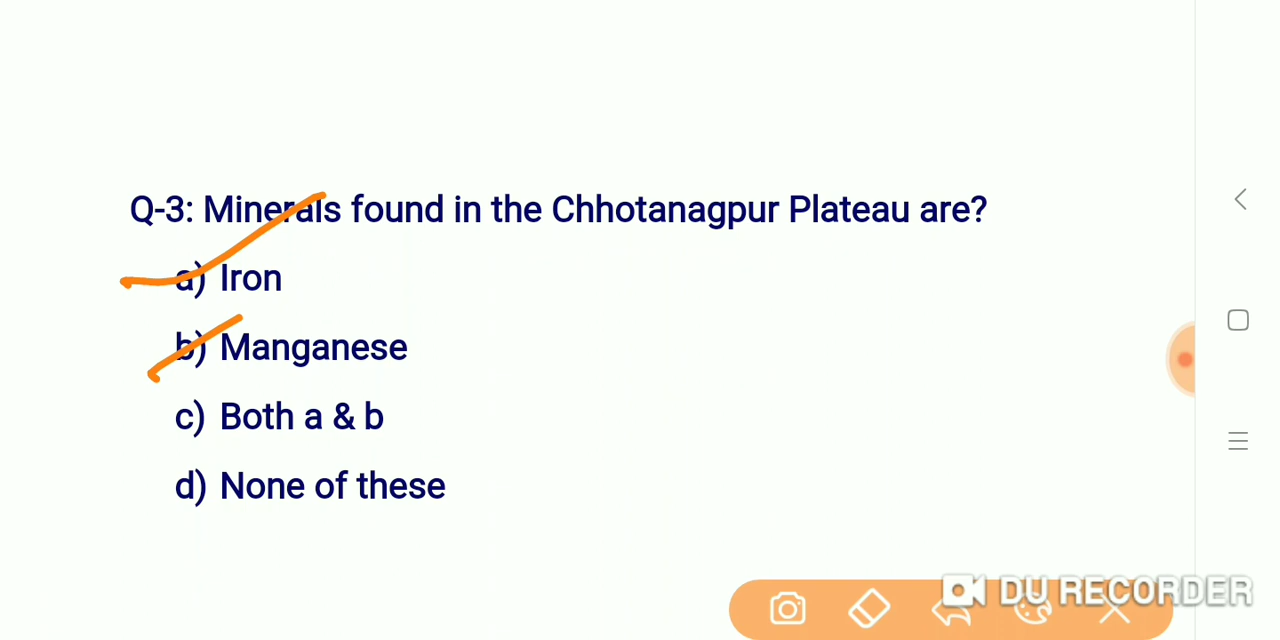 Q-3: Minerals found in the Chhotanagpur Plateau are?
a) Iron
b) Manganese
c) Both a & b
d) None of these
DU RECORDER